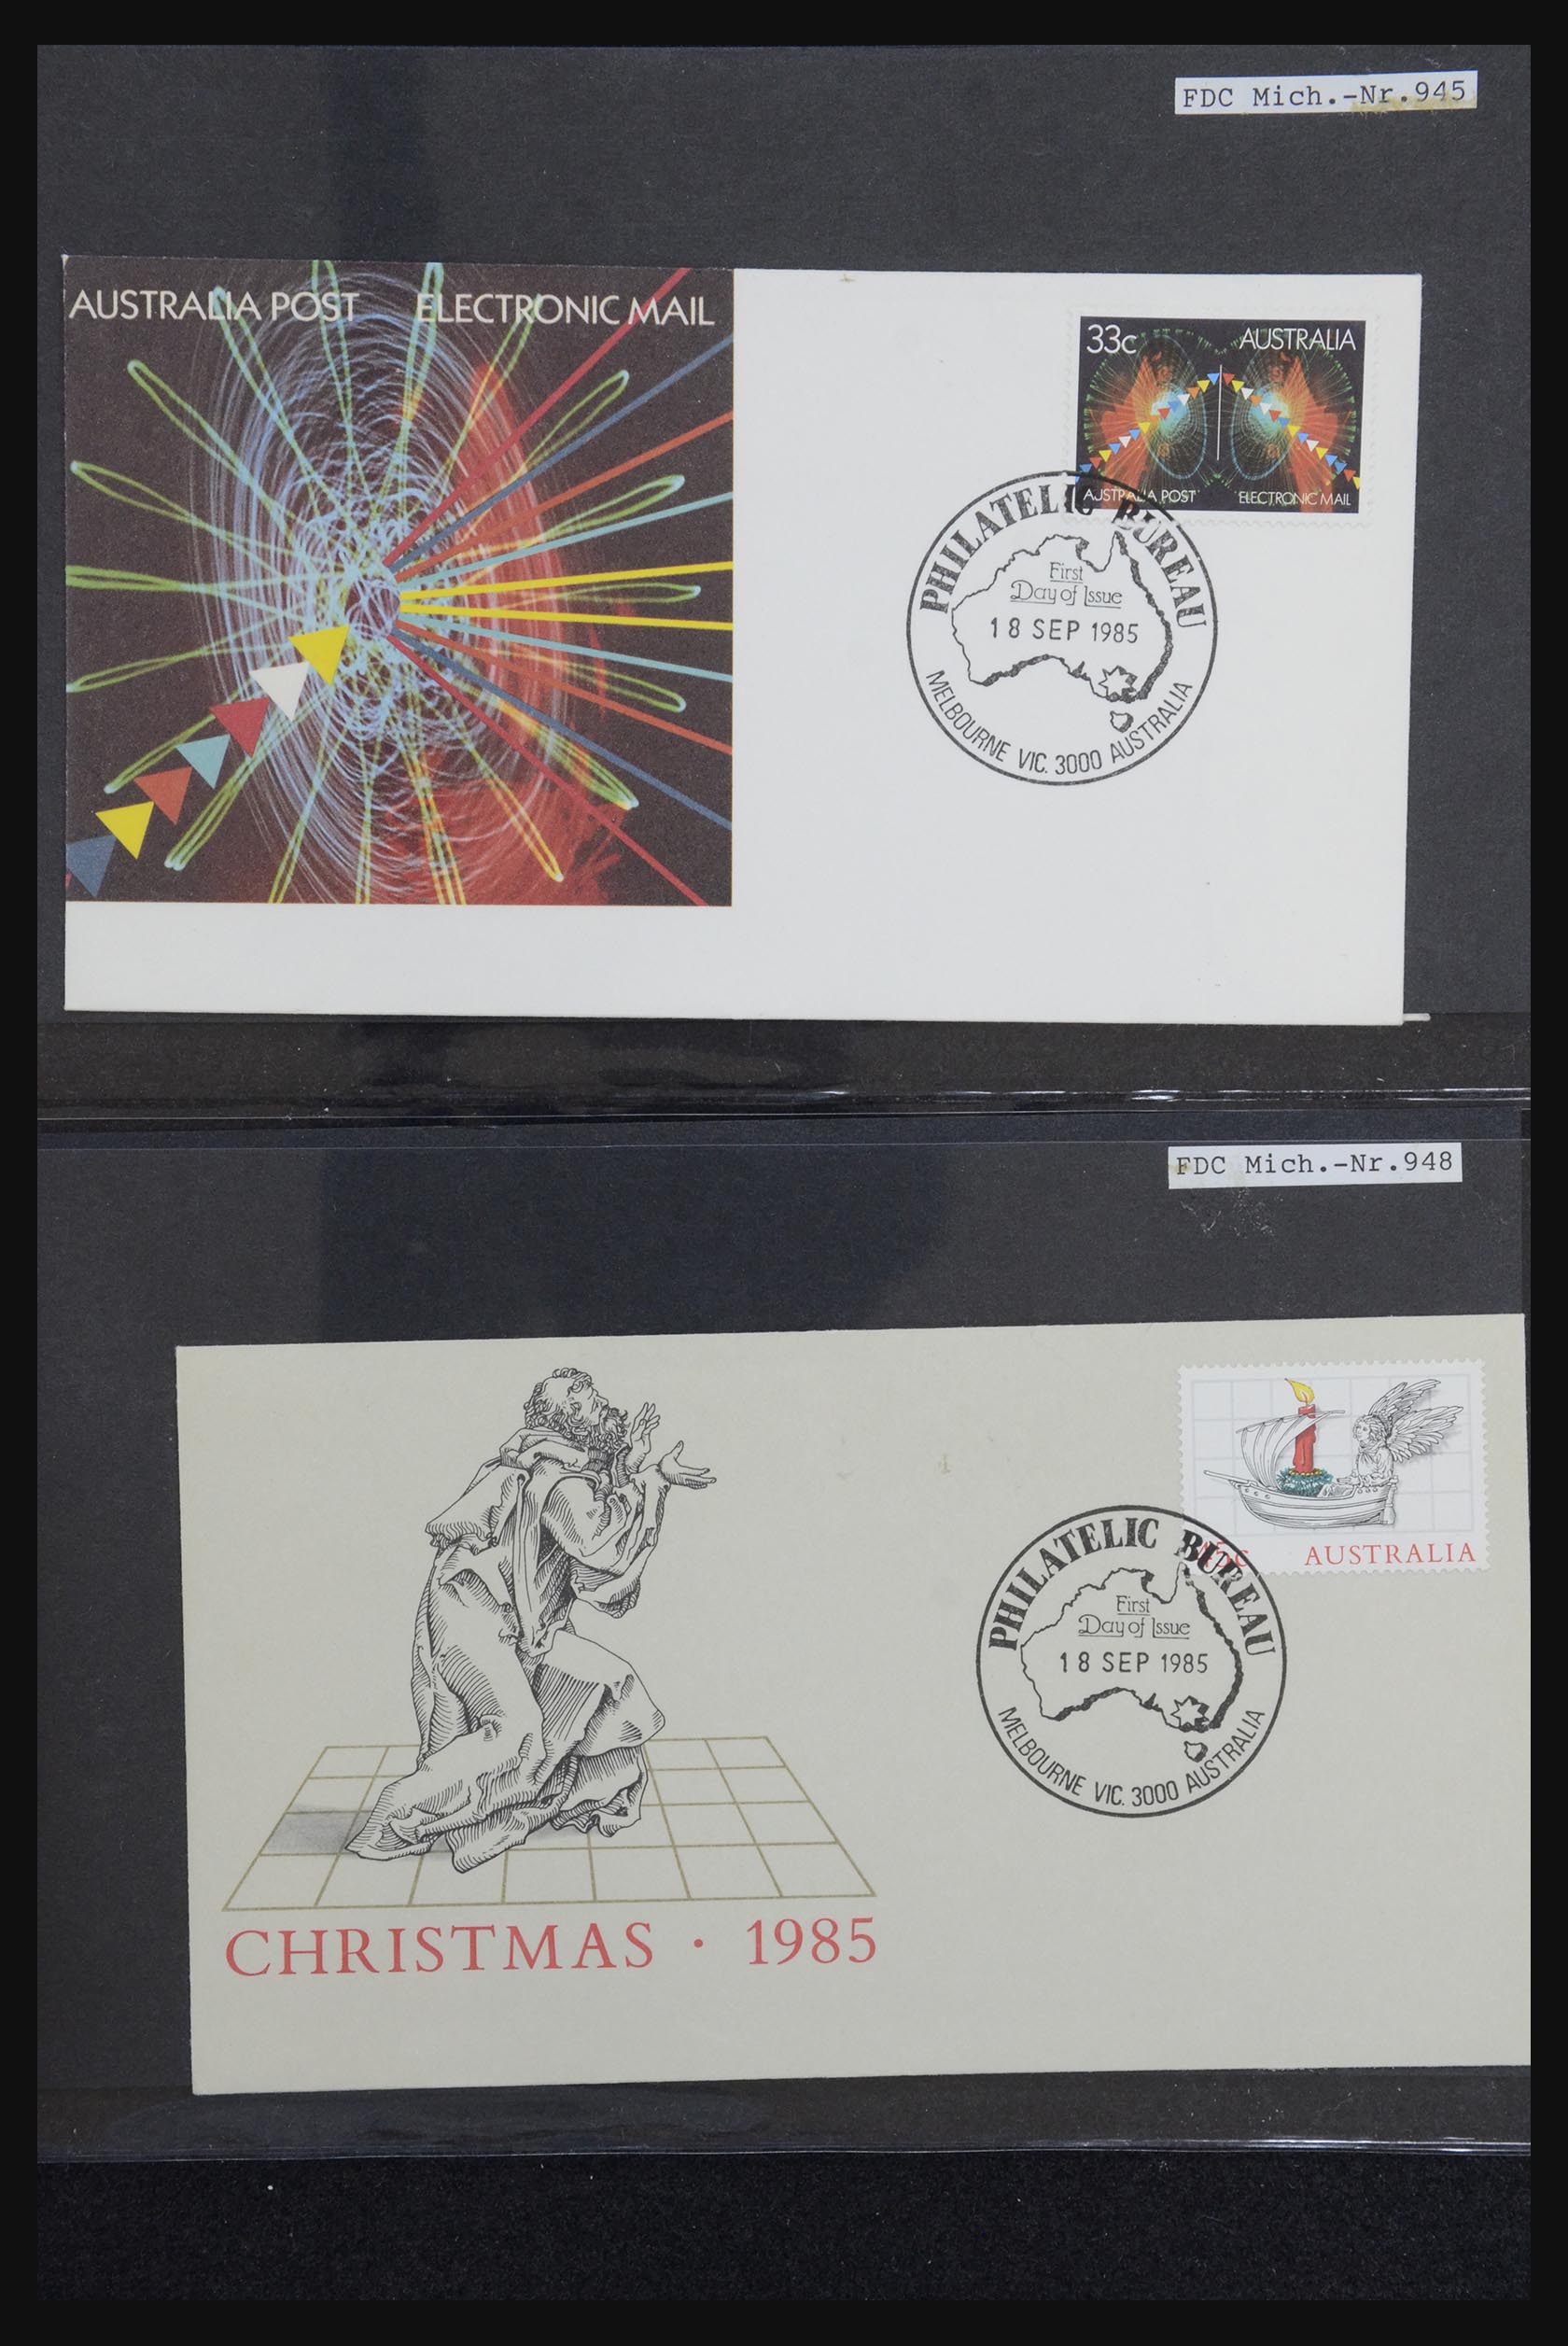 FDC Mich.-Nr.945
AUSTRALIA POST ELECTRONIC MAIL
33c AUSTRALIA
AUSTRALIA POST ELECTRONIC MAIL
PHILATELIC BUREAU
First
Day of Issue
18 SEP 1985
MELBOURNE VIC. 3000 AUSTRALIA
FDC Mich.-Nr.948
AUSTRALIA
PHILATELIC BUREAU
First
Day of Issue
18 SEP 1985
MELBOURNE VIC. 3000 AUSTRALIA
CHRISTMAS · 1985